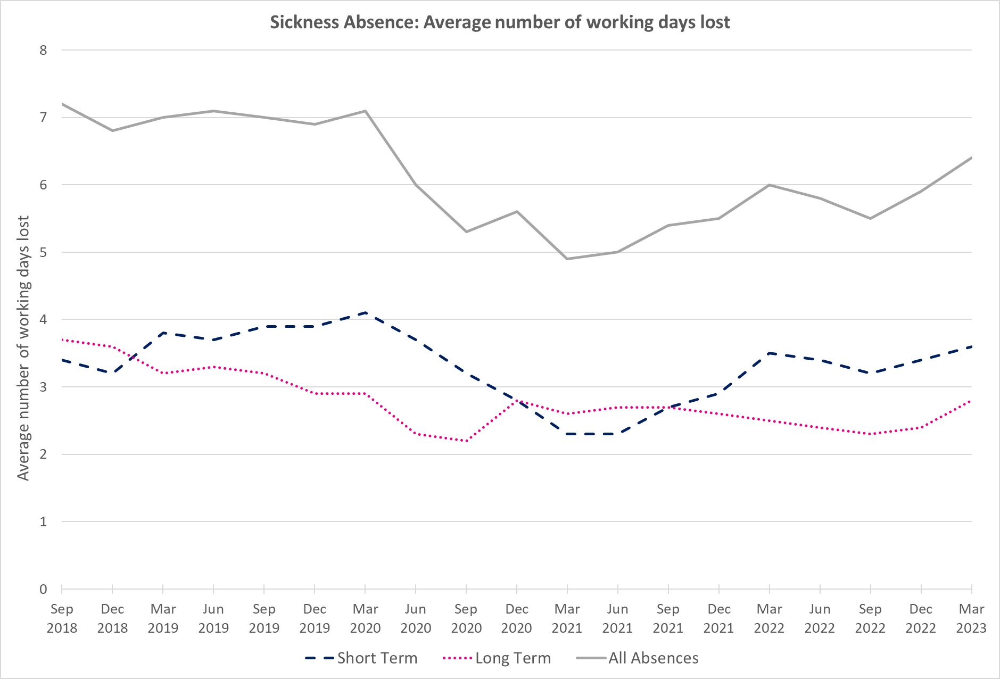 Sickness Absence: Average number of working days lost
Average number of working days lost
8
7
6
5
4
3
2
1
0
Sep Dec Mar Jun Sep Dec Mar Jun Sep Dec Mar Jun Sep Dec Mar Jun Sep Dec Mar
2018 2018 2019 2019 2019 2019 2020 2020 2020 2020 2021 2021 2021 2021 2022 2022 2022 2022 2023
Short Term Long Term All Absences